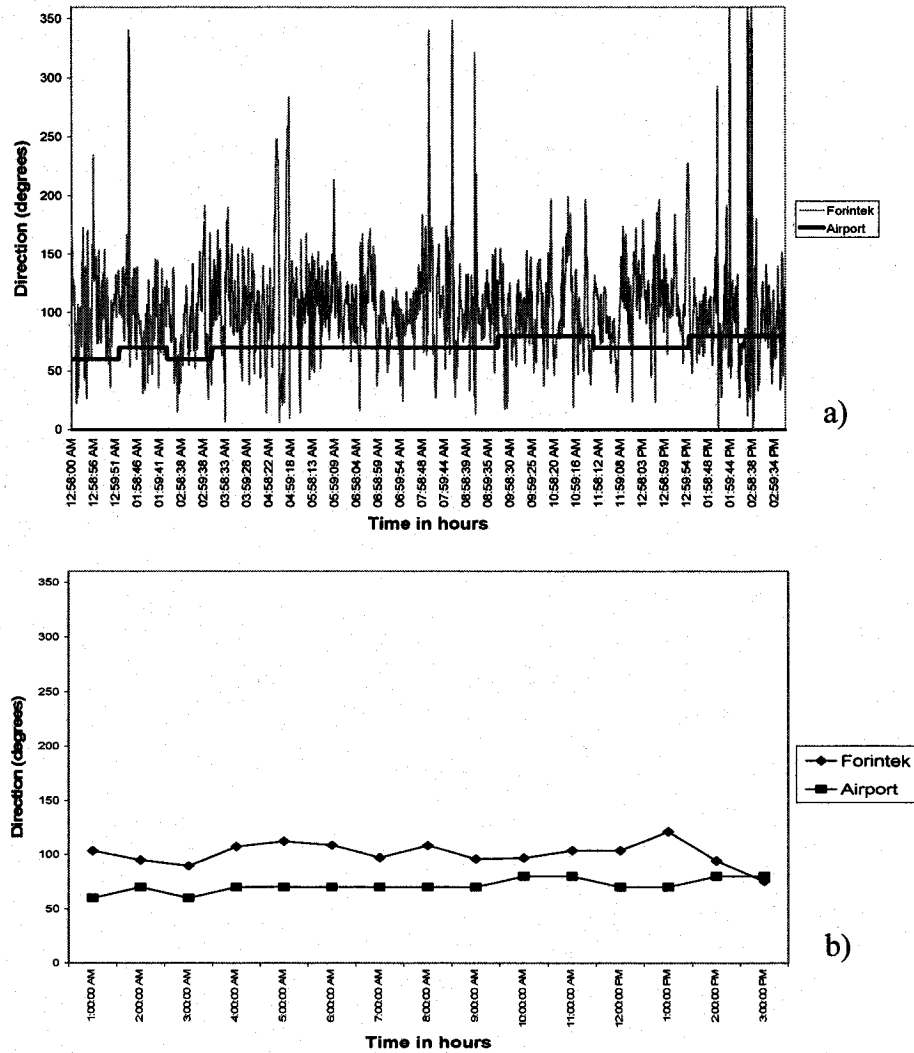 350
300
250
200
150
100
50
0
Direction (degrees)
12:58:00 AM
12:58:56 AM
12:59:51 AM
01:58:46 AM
01:59:41 AM
02:58:38 AM
02:59:38 AM
03:58:33 AM
03:59:28 AM
04:58:22 AM
04:59:18 AM
05:58:13 AM
05:59:09 AM
06:58:04 AM
06:58:59 AM
06:59:54 AM
07:58:48 AM
07:59:44 AM
08:58:39 AM
08:59:35 AM
09:58:30 AM
09:59:25 AM
10:58:20 AM
10:59:16 AM
11:58:12 AM
11:59:08 AM
12:58:03 PM
12:58:59 PM
12:59:54 PM
01:58:48 PM
01:59:44 PM
02:58:38 PM
02:59:34 PM
Time in hours
Forintek
Airport
a)
350
300
250
200
150
100
50
0
Direction (degrees)
1:00:00 AM
2:00:00 AM
3:00:00 AM
4:00:00 AM
5:00:00 AM
6:00:00 AM
7:00:00 AM
8:00:00 AM
9:00:00 AM
10:00:00 AM
11:00:00 AM
12:00:00 PM
1:00:00 PM
2:00:00 PM
3:00:00 PM
Time in hours
Forintek
Airport
b)